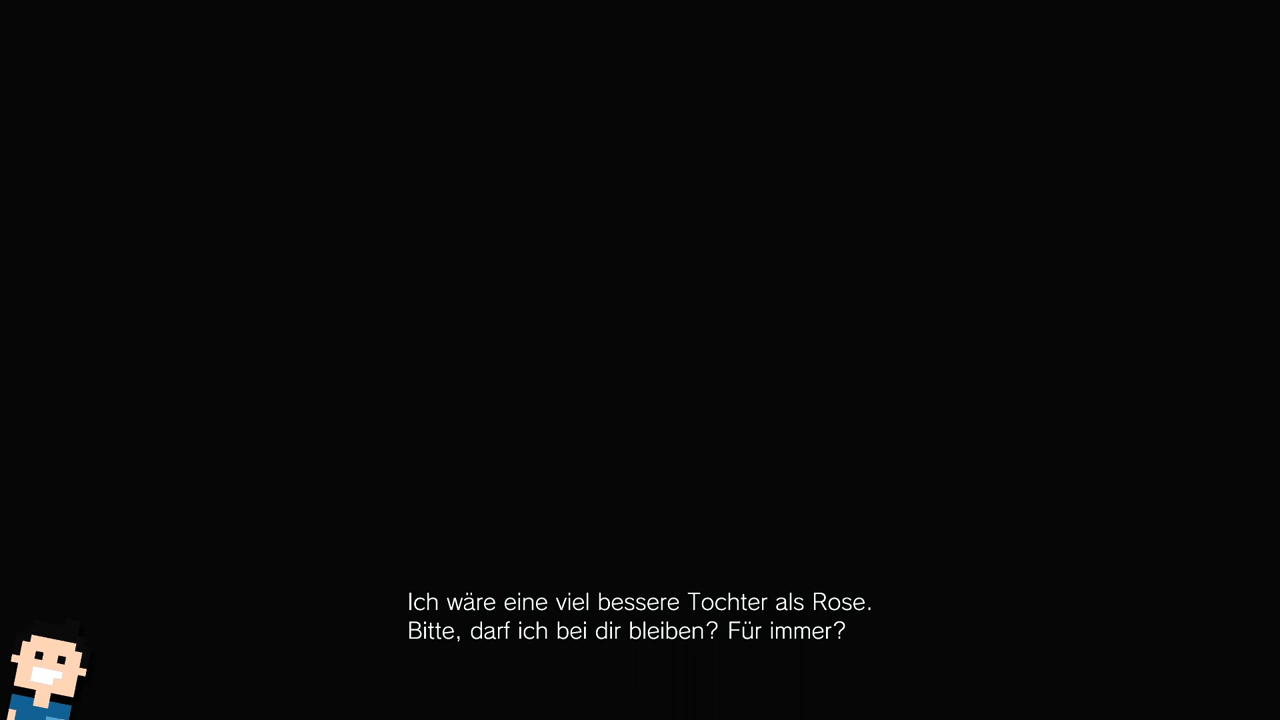 Ich wäre eine viel bessere Tochter als Rose.
Bitte, darf ich bei dir bleiben? Für immer?